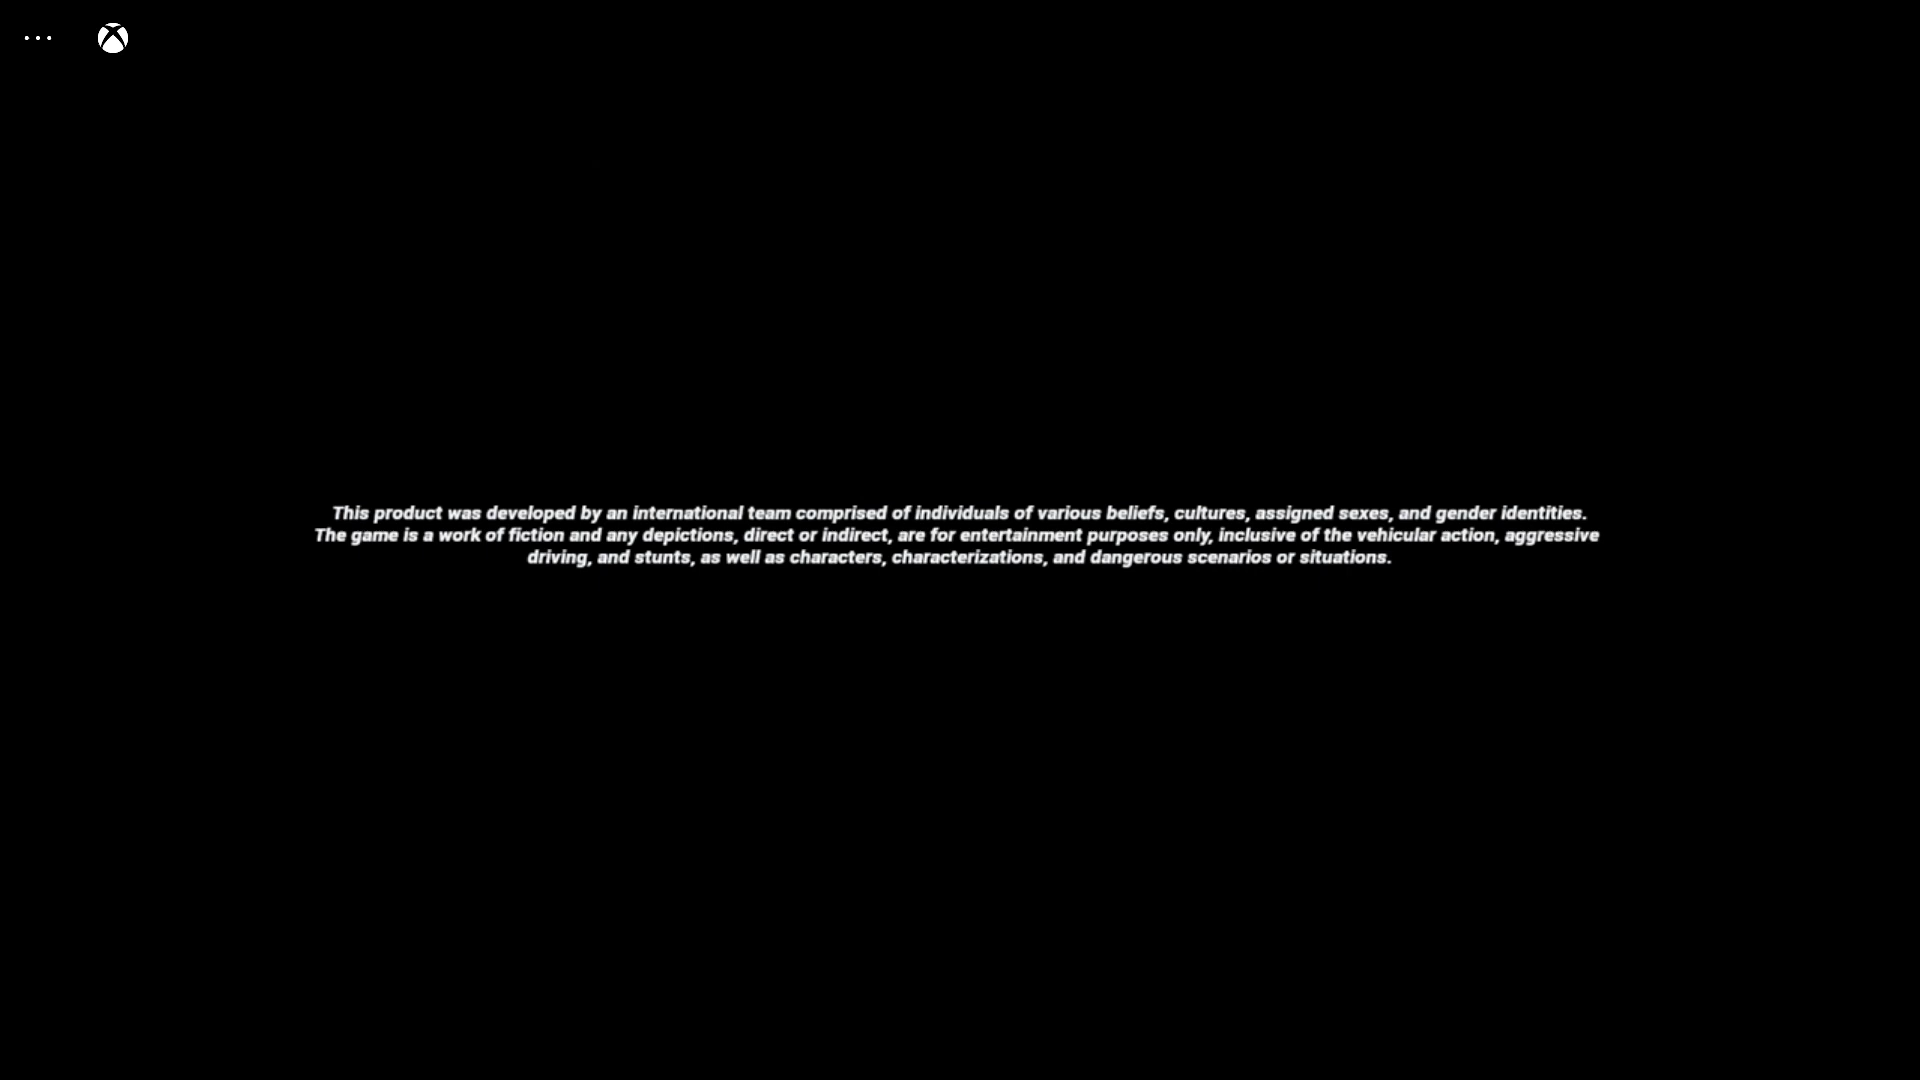 This product was developed by an international team comprised of individuals of various beliefs, cultures, assigned sexes, and gender identities.
The game is a work of fiction and any depictions, direct or indirect, are for entertainment purposes only, inclusive of the vehicular action, aggressive
driving, and stunts, as well as characters, characterizations, and dangerous scenarios or situations.